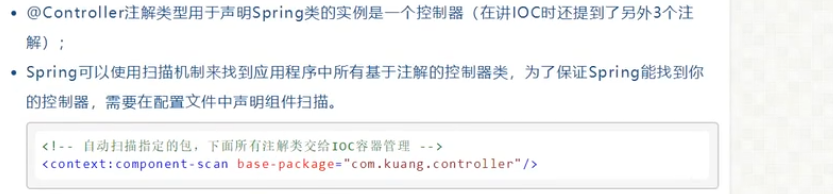 • @Controller注解类型用于声明Spring类的实例是一个控制器（在讲IOC时还提到了另外3个注
解）；
• Spring可以使用扫描机制来找到应用程序中所有基于注解的控制器类，为了保证Spring能找到你
的控制器，需要在配置文件中声明组件扫描。
<!-- 自动扫描指定的包，下面所有注解类交给IOC容器管理 -->
<context:component-scan base-package="com.kuang.controller"/>